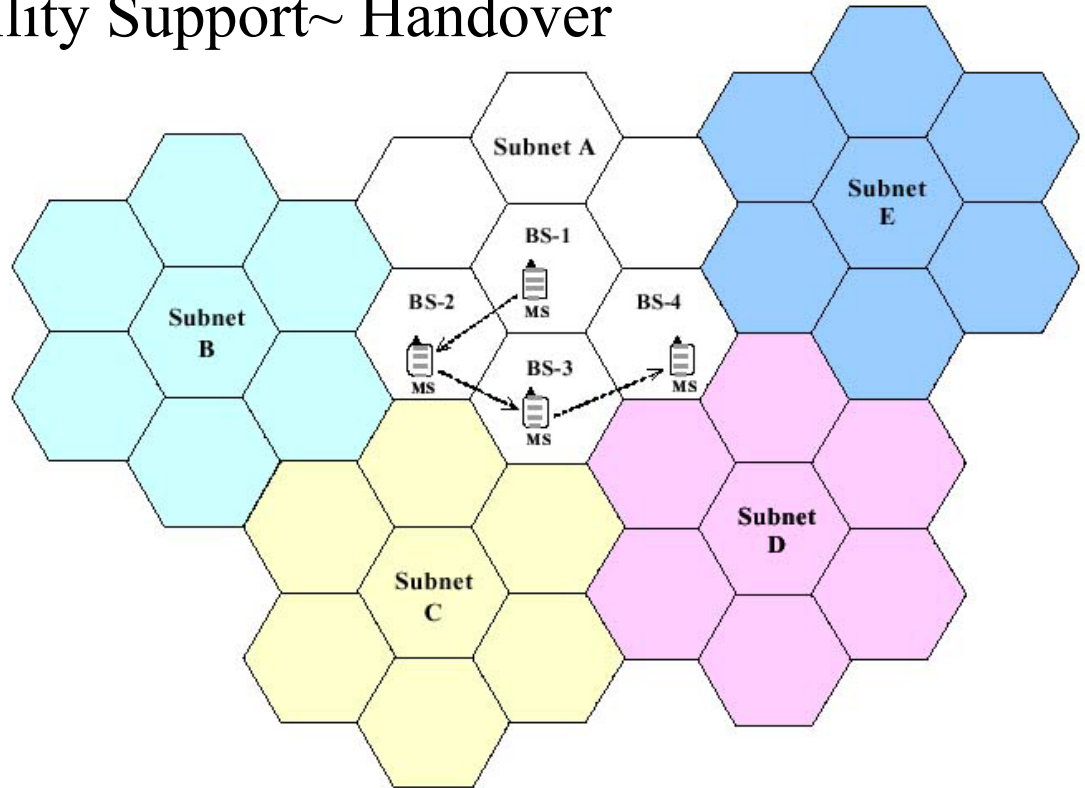 ility Support~ Handover
Subnet A
Subnet
E
BS-1
MS
BS-2
MS
BS-4
MS
BS-3
MS
Subnet
B
Subnet
D
Subnet
C